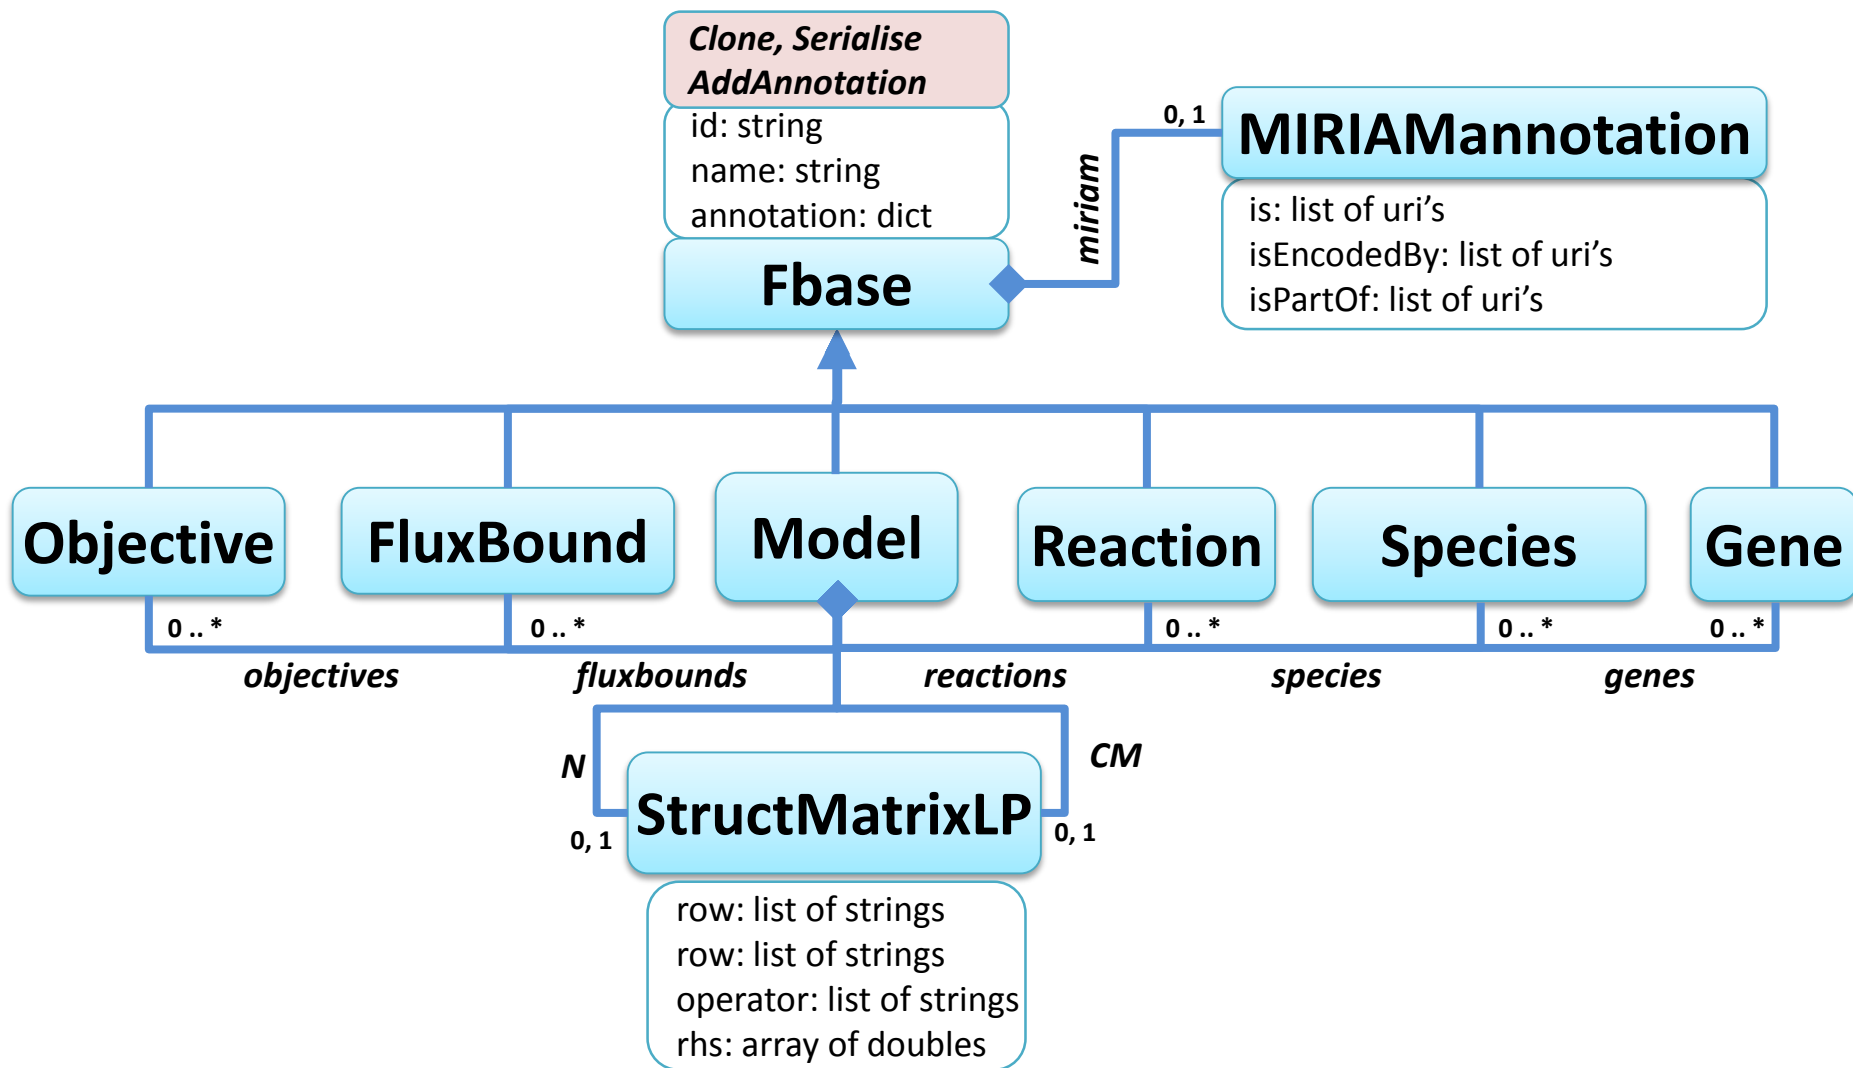 Clone, Serialise
AddAnnotation
id: string
name: string
annotation: dict
Fbase
miriam
0, 1
MIRIAMannotation
is: list of uri's
isEncodedBy: list of uri's
isPartOf: list of uri's
Objective
FluxBound
Model
Reaction
Species
Gene
0 .. *
0 .. *
0 .. *
0 .. *
0 .. *
objectives
fluxbounds
reactions
species
genes
N
CM
StructMatrixLP
0, 1
0, 1
row: list of strings
row: list of strings
operator: list of strings
rhs: array of doubles